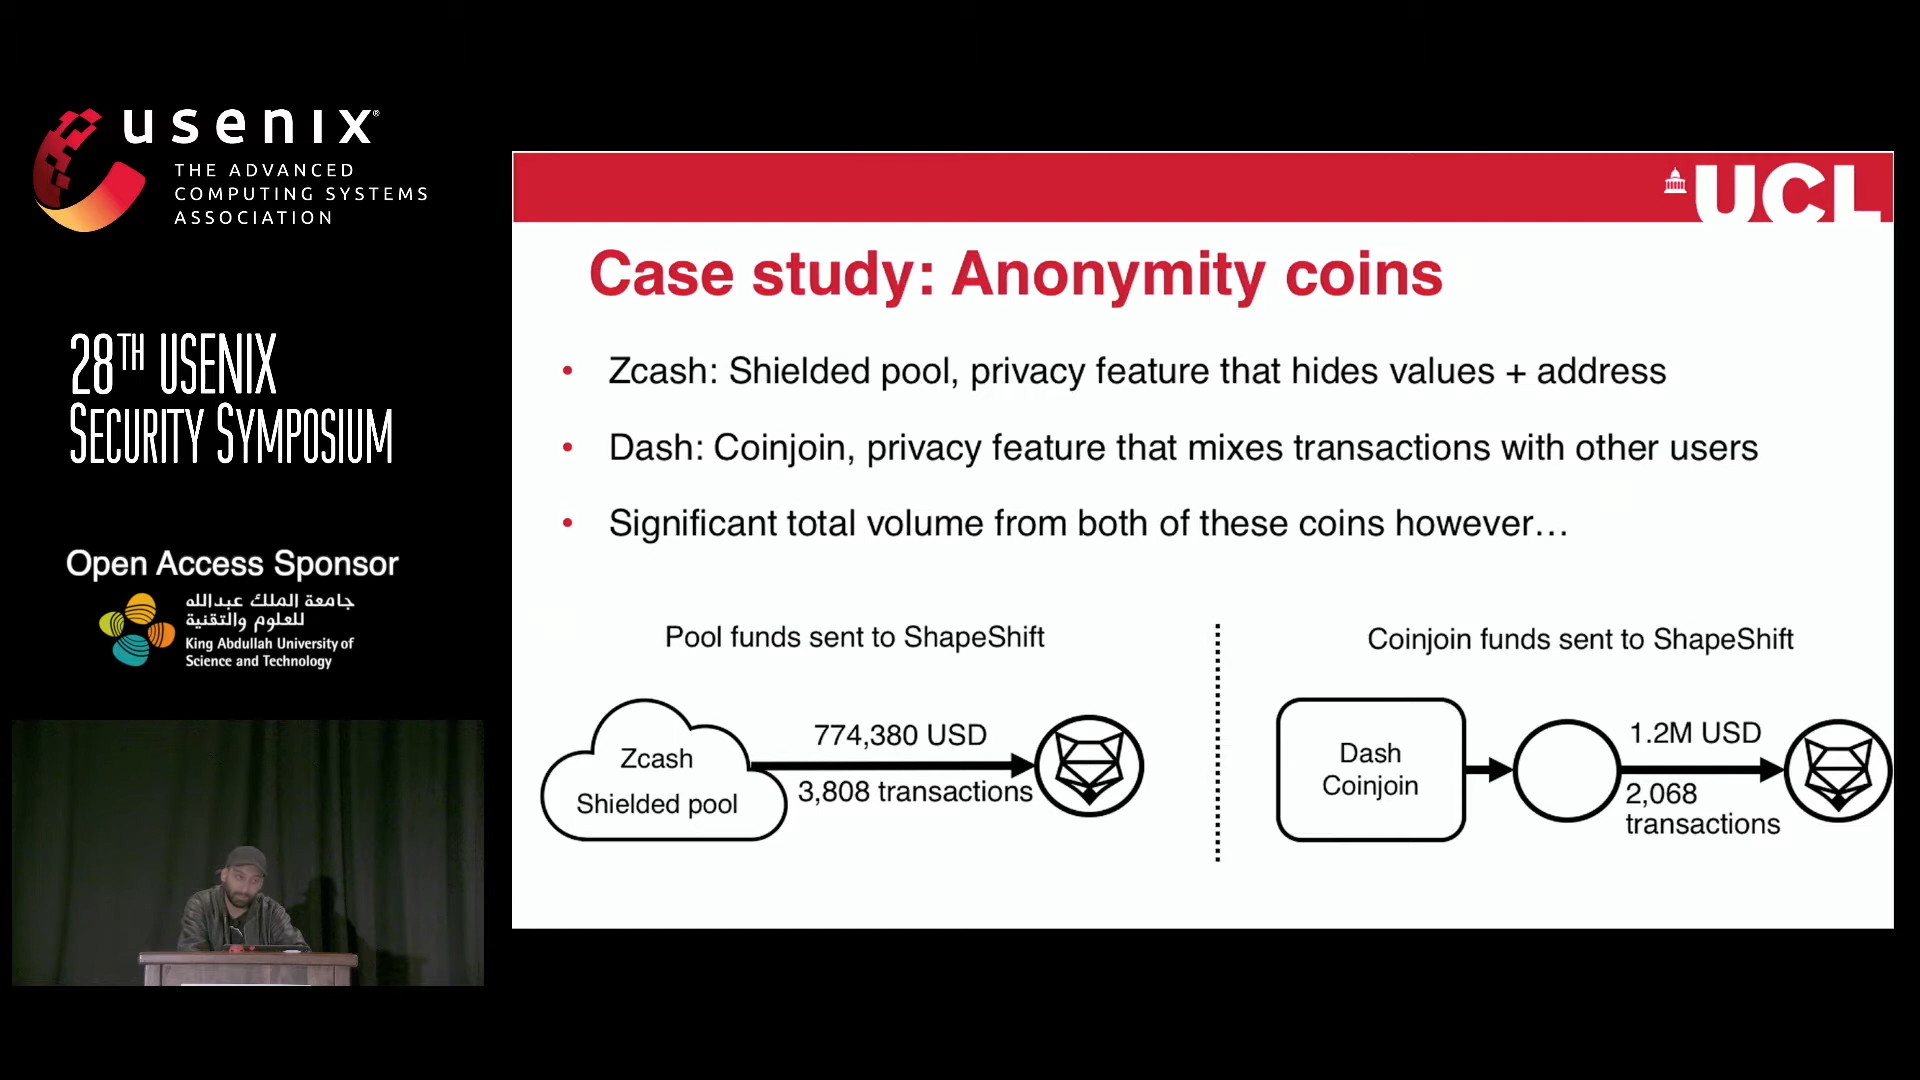 usenix®
THE ADVANCED
COMPUTING SYSTEMS
ASSOCIATION
28TH USENIX
SECURITY SYMPOSIUM
Open Access Sponsor
جامعة الملك عبدالله
للعلوم والتقنية
King Abdullah University of
Science and Technology
UCL
Case study: Anonymity coins
• Zcash: Shielded pool, privacy feature that hides values + address
• Dash: Coinjoin, privacy feature that mixes transactions with other users
• Significant total volume from both of these coins however…
Pool funds sent to ShapeShift
Zcash
Shielded pool
774,380 USD
3,808 transactions
Coinjoin funds sent to ShapeShift
Dash
Coinjoin
1.2M USD
2,068
transactions